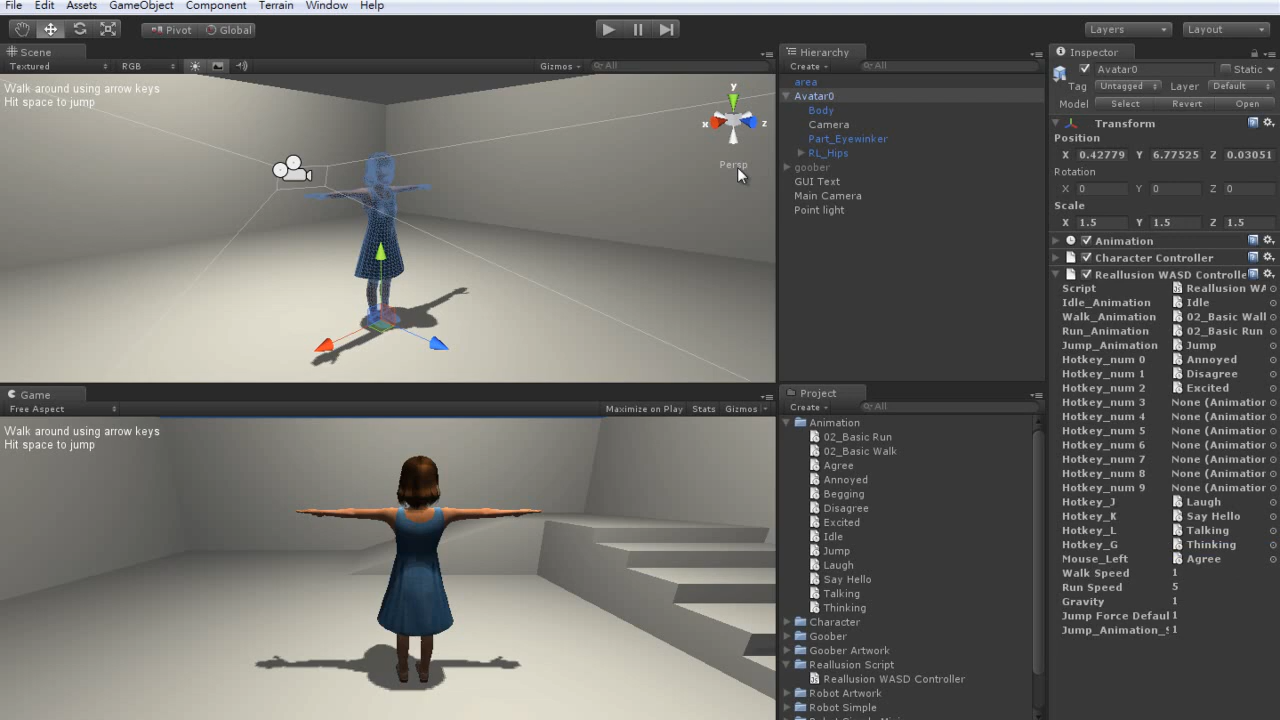 File Edit Assets GameObject Component Terrain Window Help
Pivot Global Layers Layout
Scene
Textured RGB Gizmos All
Walk around using arrow keys
Hit space to jump
y
x z
Persp
Game
Free Aspect Maximize on Play Stats Gizmos
Walk around using arrow keys
Hit space to jump
Hierarchy
Create All
area
Avatar0
Body
Camera
Part_Eyewinker
RL_Hips
goober
GUI Text
Main Camera
Point light
Project
Create All
Animation
02_Basic Run
02_Basic Walk
Agree
Annoyed
Begging
Disagree
Excited
Idle
Jump
Laugh
Say Hello
Talking
Thinking
Character
Goober
Goober Artwork
Reallusion Script
Reallusion WASD Controller
Robot Artwork
Robot Simple
Inspector
Avatar0 Static
Tag Untagged Layer Default
Model Select Revert Open
Transform
Position
X 0.42779 Y 6.77525 Z 0.03051
Rotation
X 0 Y 0 Z 0
Scale
X 1.5 Y 1.5 Z 1.5
Animation
Character Controller
Reallusion WASD Controlle
Script Reallusion WA
Idle_Animation Idle
Walk_Animation 02_Basic Wall
Run_Animation 02_Basic Run
Jump_Animation Jump
Hotkey_num 0 Annoyed
Hotkey_num 1 Disagree
Hotkey_num 2 Excited
Hotkey_num 3 None (Animation
Hotkey_num 4 None (Animation
Hotkey_num 5 None (Animation
Hotkey_num 6 None (Animation
Hotkey_num 7 None (Animation
Hotkey_num 8 None (Animation
Hotkey_num 9 None (Animation
Hotkey_J Laugh
Hotkey_K Say Hello
Hotkey_L Talking
Hotkey_G Thinking
Mouse_Left Agree
Walk Speed 1
Run Speed 5
Gravity 1
Jump Force Defaul 1
Jump_Animation_S 1